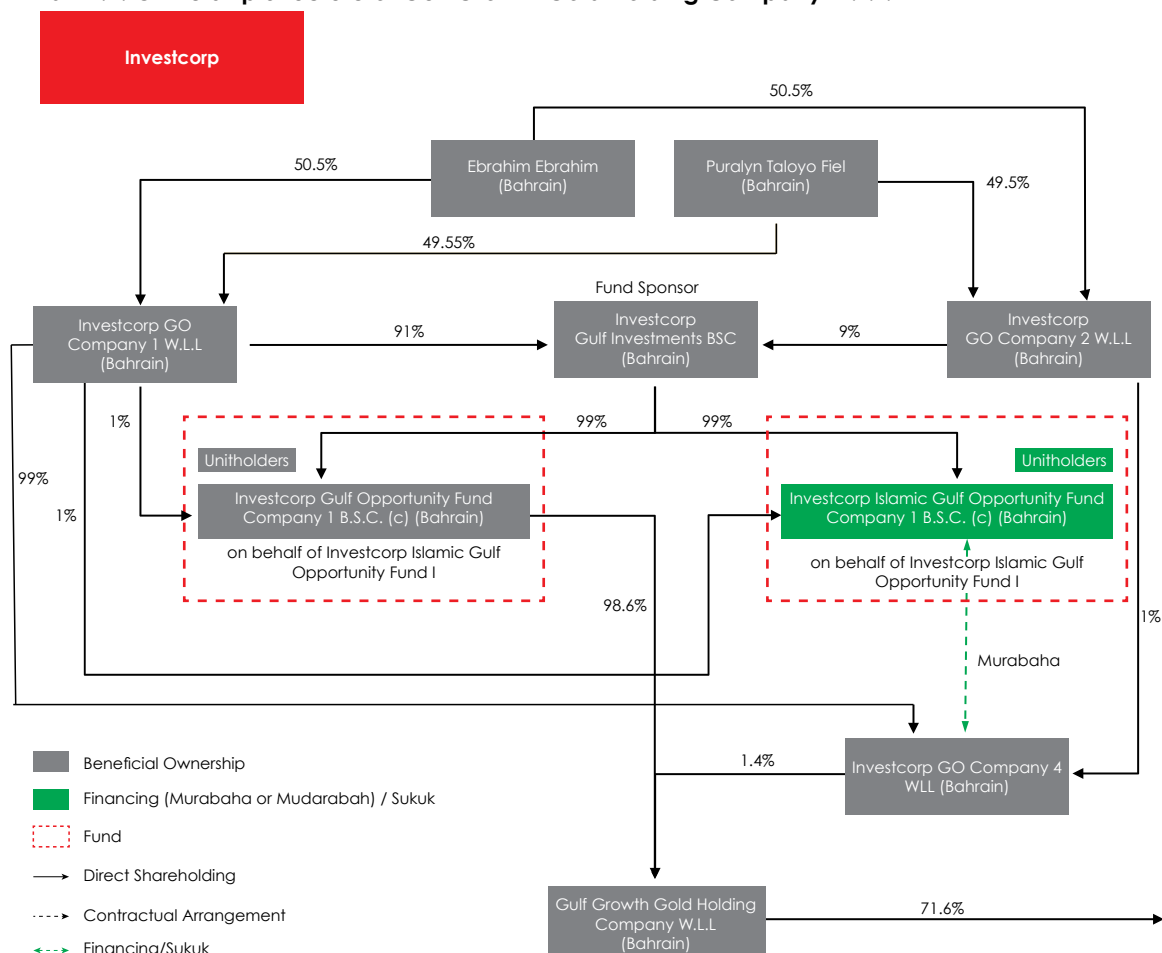 Investcorp
50.5%
Ebrahim Ebrahim
(Bahrain)
Puralyn Taloyo Fiel
(Bahrain)
50.5%
49.5%
49.55%
Fund Sponsor
Investcorp GO
Company 1 W.L.L
(Bahrain)
91%
Investcorp
Gulf Investments BSC
(Bahrain)
9%
Investcorp
GO Company 2 W.L.L
(Bahrain)
1%
99%
99%
Unitholders
Unitholders
99%
1%
Investcorp Gulf Opportunity Fund
Company 1 B.S.C. (c) (Bahrain)
on behalf of Investcorp Islamic Gulf
Opportunity Fund I
Investcorp Islamic Gulf Opportunity Fund
Company 1 B.S.C. (c) (Bahrain)
on behalf of Investcorp Islamic Gulf
Opportunity Fund I
98.6%
1%
Murabaha
1.4%
Investcorp GO Company 4
WLL (Bahrain)
Beneficial Ownership
Financing (Murabaha or Mudarabah) / Sukuk
Fund
Direct Shareholding
Contractual Arrangement
Financing/Sukuk
Gulf Growth Gold Holding
Company W.L.L
(Bahrain)
71.6%